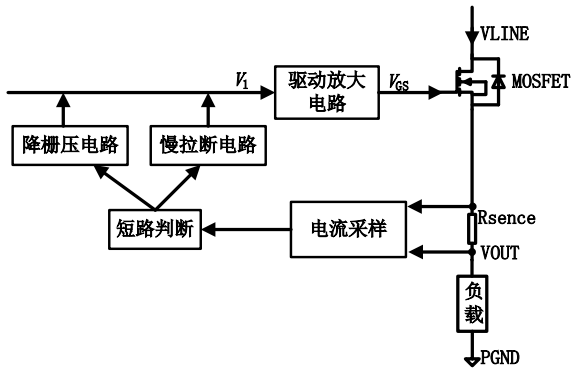 VLINE
V1
驱动放大
电路
VGS
MOSFET
降栅压电路
慢拉断电路
短路判断
电流采样
Rsence
VOUT
负
载
PGND